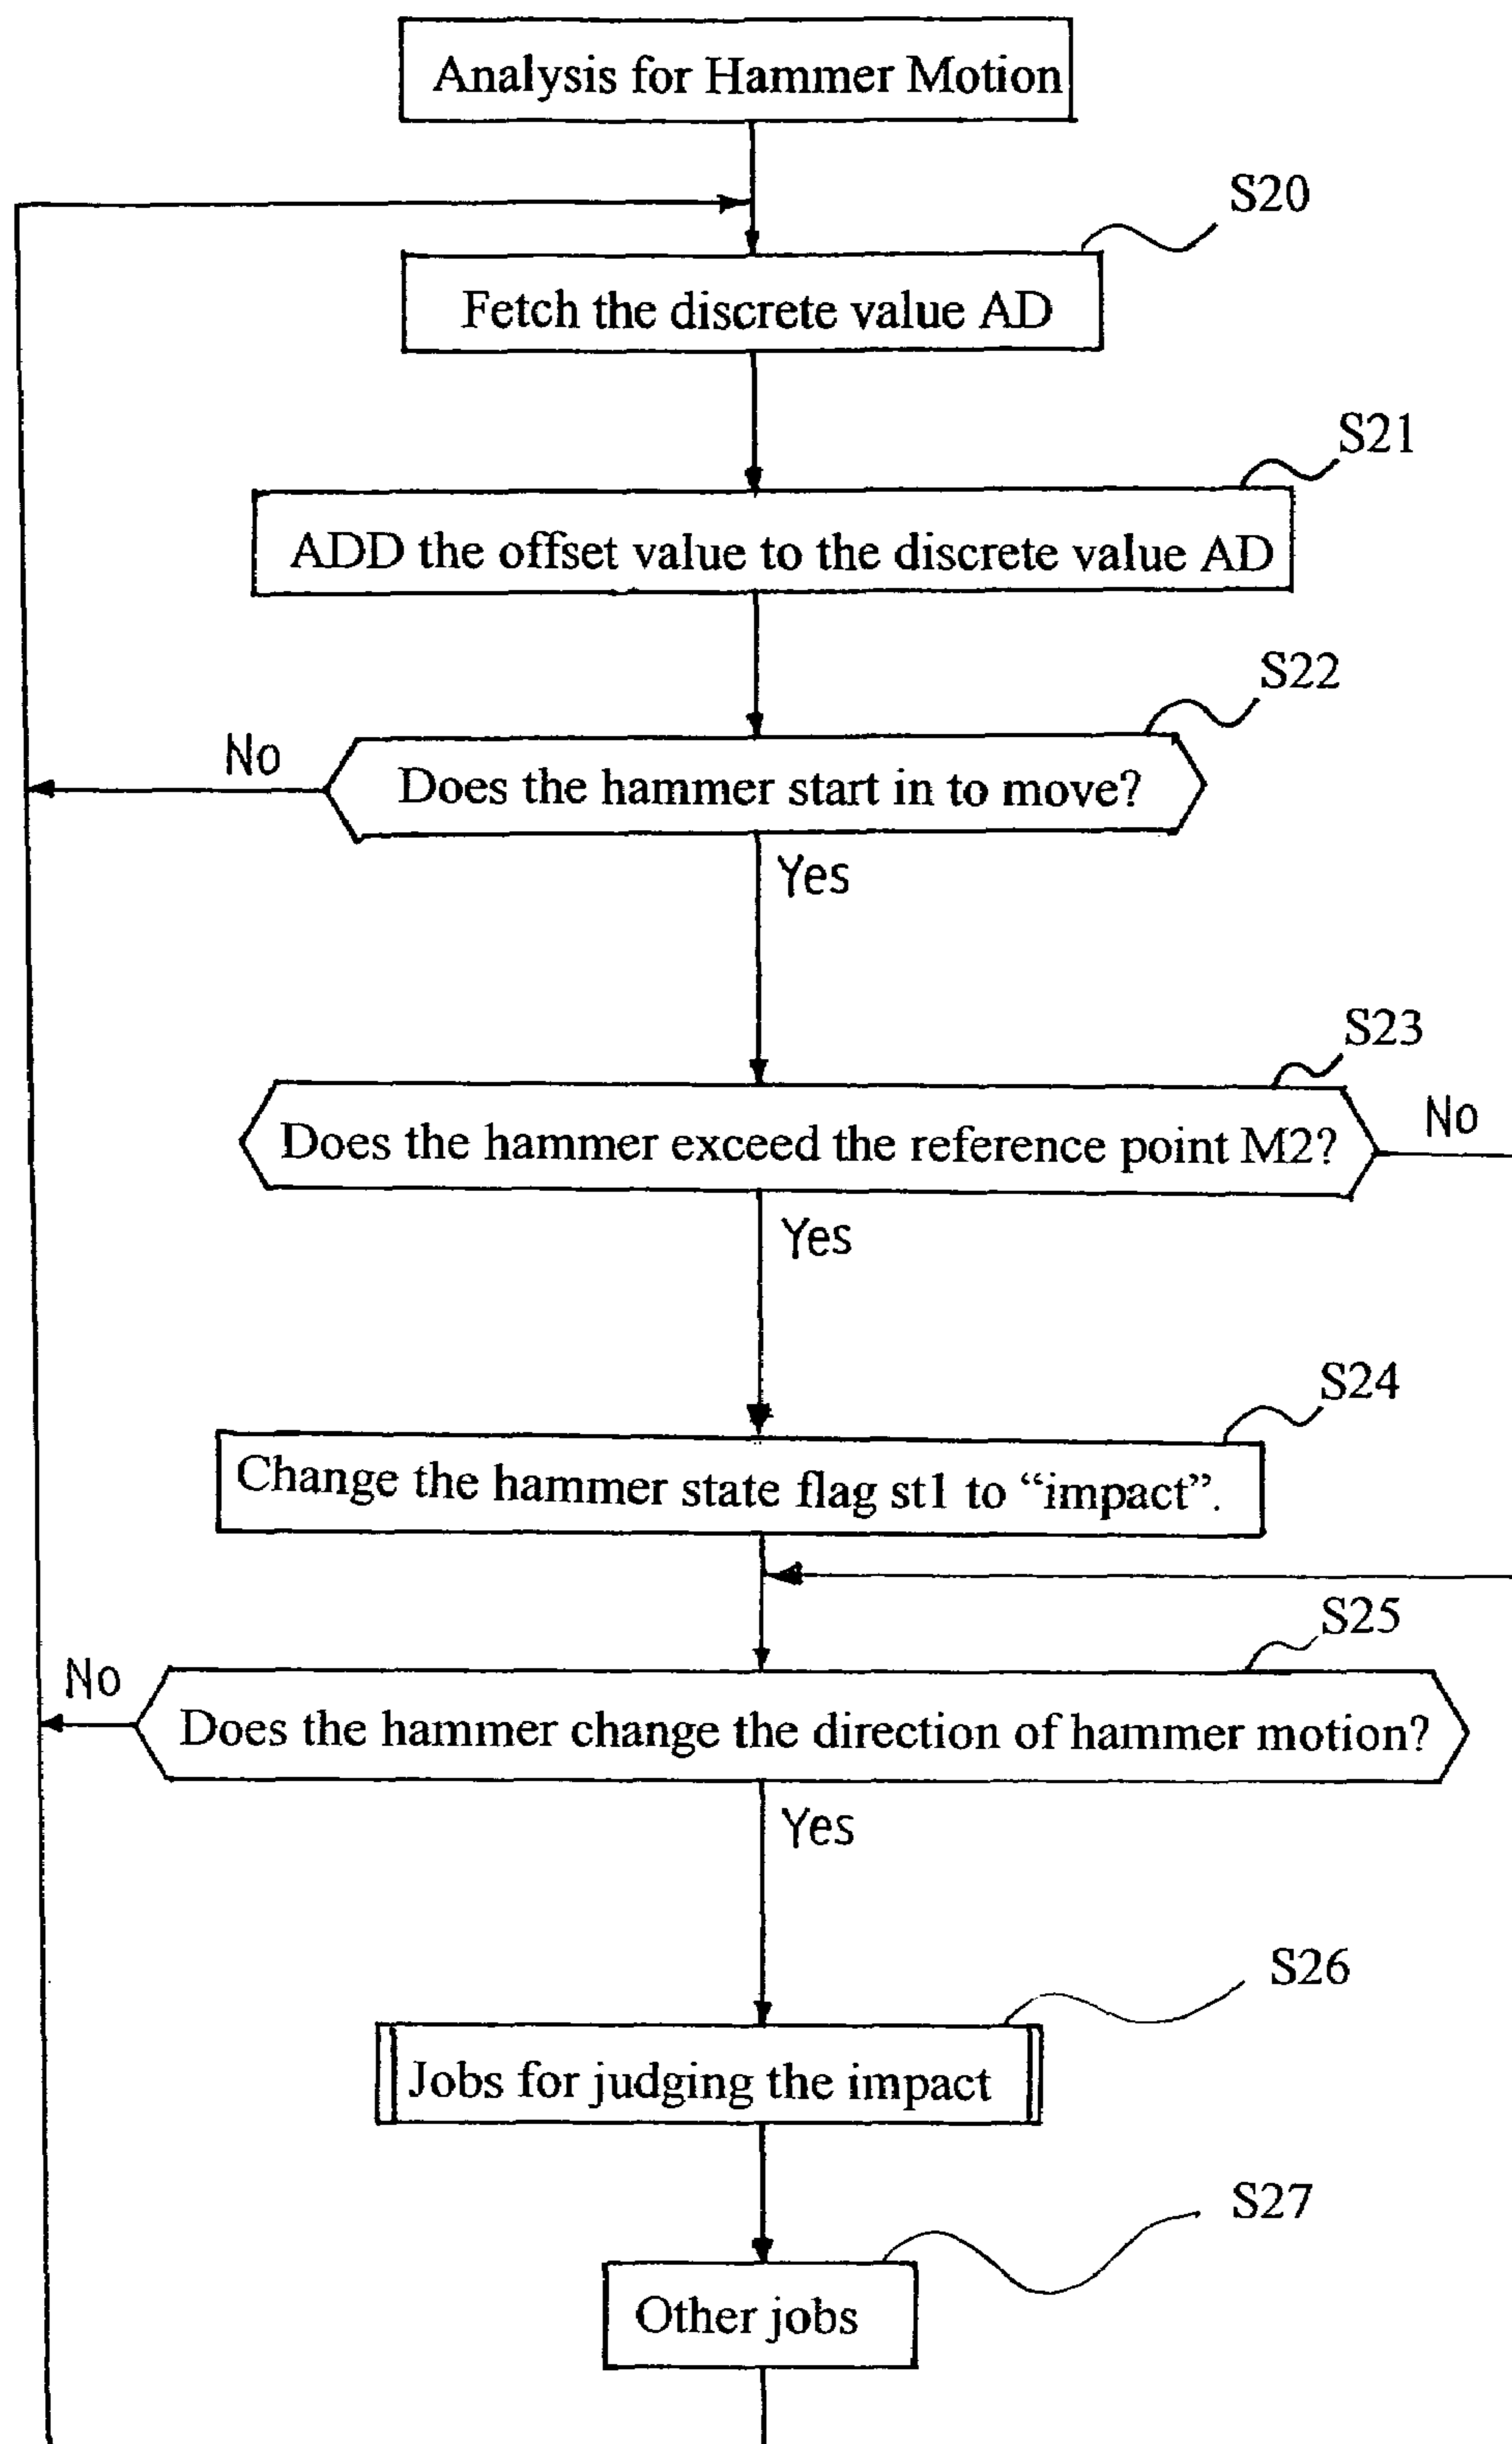 Analysis for Hammer Motion
S20
Fetch the discrete value AD
S21
ADD the offset value to the discrete value AD
S22
No
Does the hammer start in to move?
Yes
S23
Does the hammer exceed the reference point M2?
No
Yes
S24
Change the hammer state flag st1 to “impact”.
S25
No
Does the hammer change the direction of hammer motion?
Yes
S26
Jobs for judging the impact
S27
Other jobs